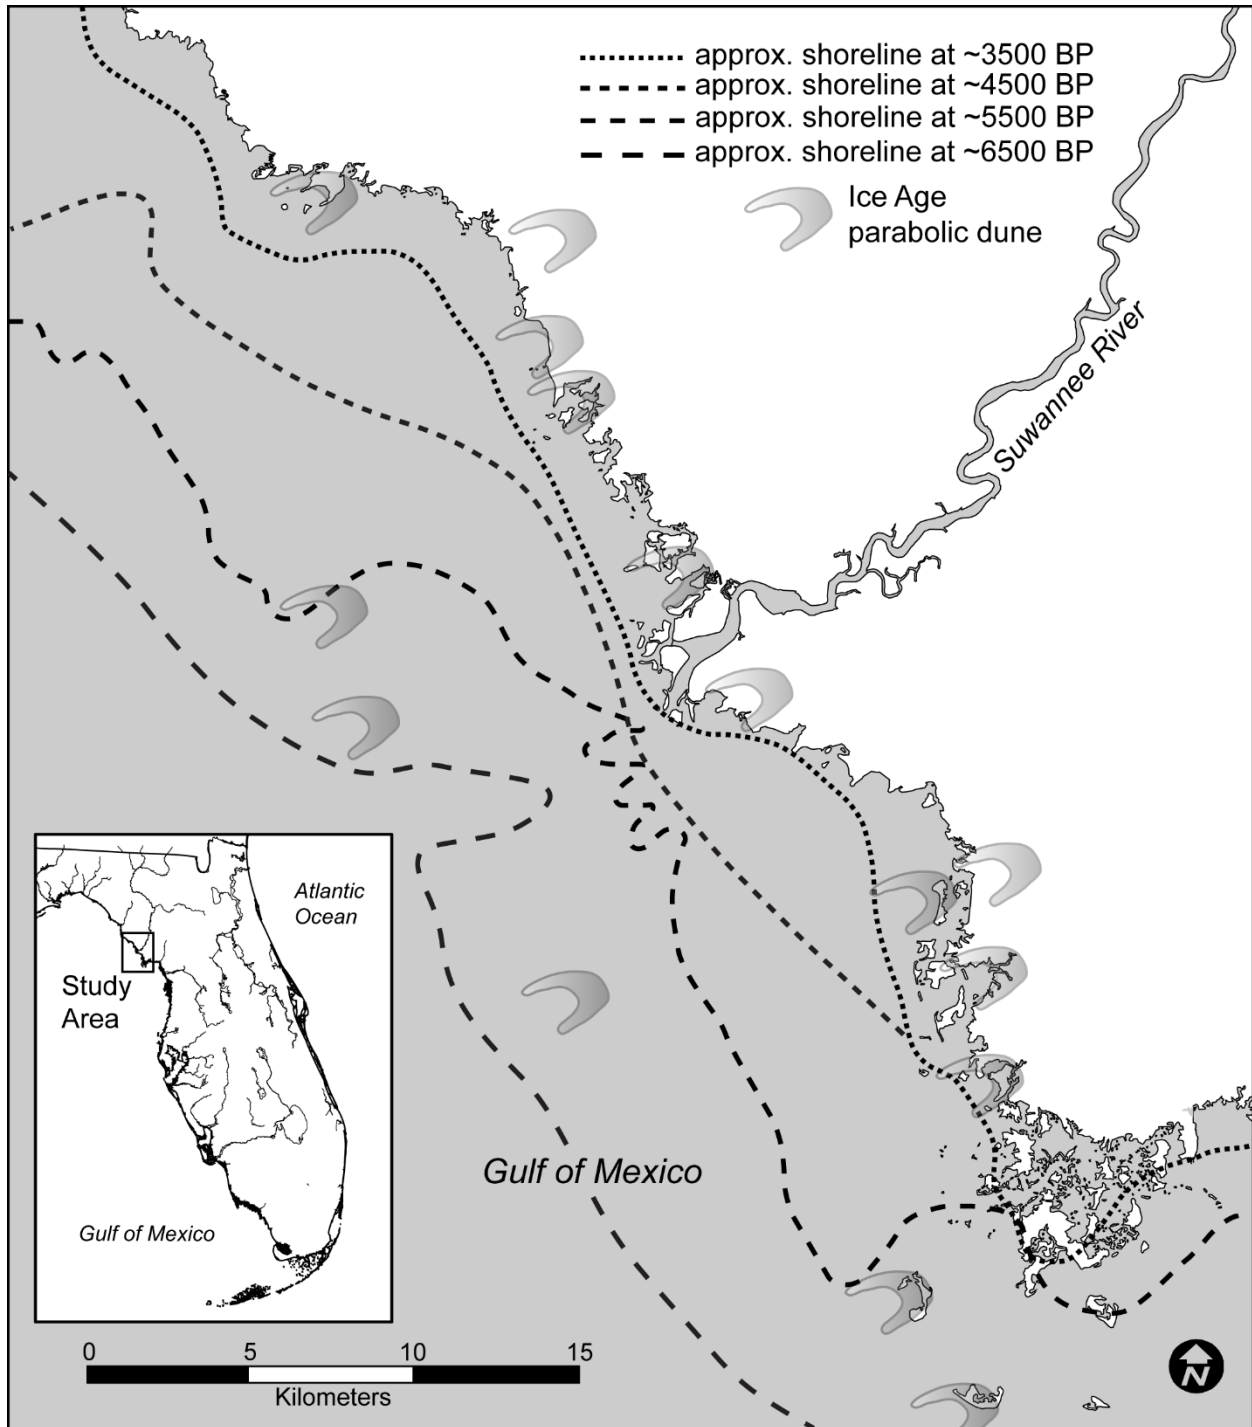 approx. shoreline at ~3500 BP
approx. shoreline at ~4500 BP
approx. shoreline at ~5500 BP
approx. shoreline at ~6500 BP
Ice Age
parabolic dune
Suwannee River
Atlantic
Ocean
Study
Area
Gulf of Mexico
Gulf of Mexico
0 5 10 15
Kilometers
N